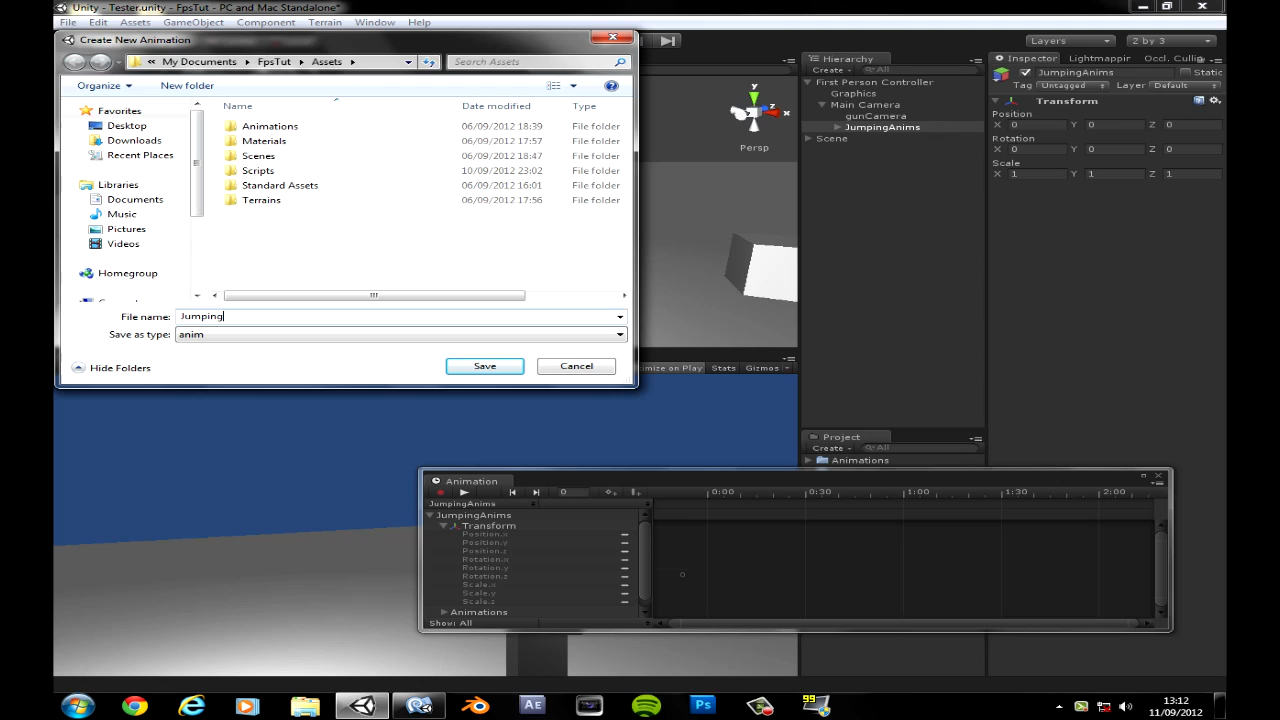 Unity - Tester.unity - FpsTut - PC and Mac Standalone*
File Edit Assets GameObject Component Terrain Window Help
Create New Animation
« My Documents FpsTut Assets
Search Assets
Organize New folder
Favorites
Desktop
Downloads
Recent Places
Libraries
Documents
Music
Pictures
Videos
Homegroup
Name Date modified Type
Animations 06/09/2012 18:39 File folder
Materials 06/09/2012 17:57 File folder
Scenes 06/09/2012 18:47 File folder
Scripts 10/09/2012 23:02 File folder
Standard Assets 06/09/2012 16:01 File folder
Terrains 06/09/2012 17:56 File folder
File name: Jumping
Save as type: anim
Hide Folders Save Cancel
Layers 2 by 3
y
z
x
Persp
Stats Gizmos
Hierarchy
Create All
First Person Controller
Graphics
Main Camera
gunCamera
JumpingAnims
Scene
Project
Create All
Animations
Inspector Lightmappir Occl. Cullin
JumpingAnims Static
Tag Untagged Layer Default
Transform
Position
X 0 Y 0 Z 0
Rotation
X 0 Y 0 Z 0
Scale
X 1 Y 1 Z 1
Animation
0 0:00 0:30 1:00 1:30 2:00
JumpingAnims
JumpingAnims
Transform
Position.x
Position.y
Position.z
Rotation.x
Rotation.y
Rotation.z
Scale.x
Scale.y
Scale.z
Animations
Show: All
AE
Ps
99
13:12
11/09/2012